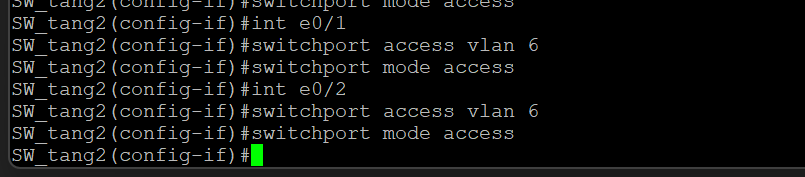 SW_tang2(config-if)#switchport mode access
SW_tang2(config-if)#int e0/1
SW_tang2(config-if)#switchport access vlan 6
SW_tang2(config-if)#switchport mode access
SW_tang2(config-if)#int e0/2
SW_tang2(config-if)#switchport access vlan 6
SW_tang2(config-if)#switchport mode access
SW_tang2(config-if)#